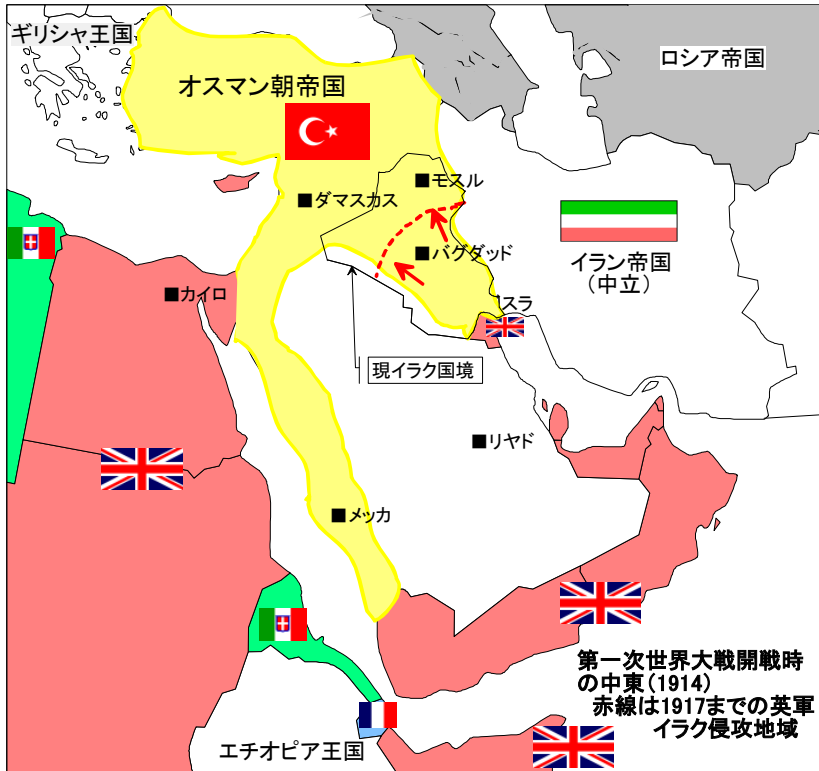 ギリシャ王国
ロシア帝国
オスマン朝帝国
■モスル
■ダマスカス
■バグダッド
イラン帝国
(中立)
スラ
■カイロ
現イラク国境
■リヤド
■メッカ
第一次世界大戦開戦時
の中東(1914)
赤線は1917までの英軍
イラク侵攻地域
エチオピア王国